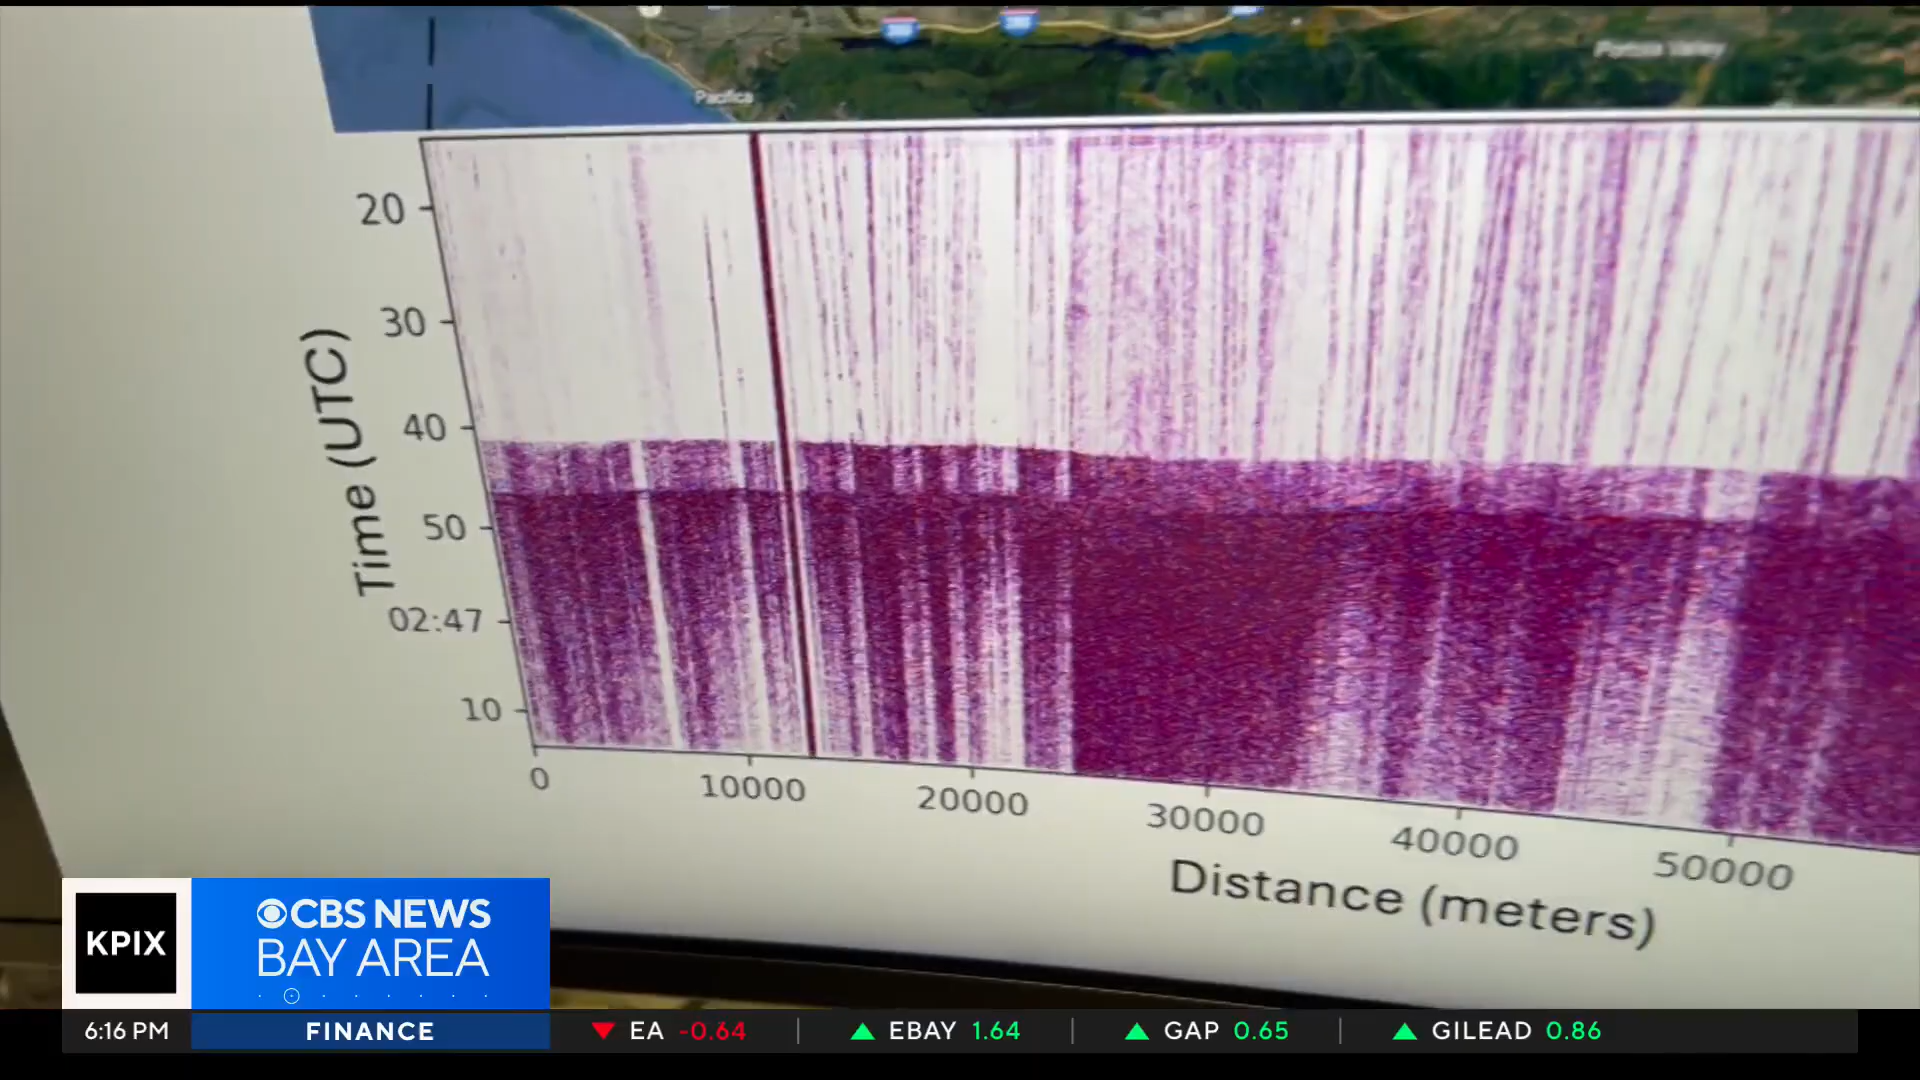 Portola Valley
Pacifica
20
30
40
50
02:47
10
Time (UTC)
0
10000
20000
30000
40000
50000
Distance (meters)
KPIX
CBS NEWS
BAY AREA
6:16 PM
FINANCE
EA -0.64
EBAY 1.64
GAP 0.65
GILEAD 0.86